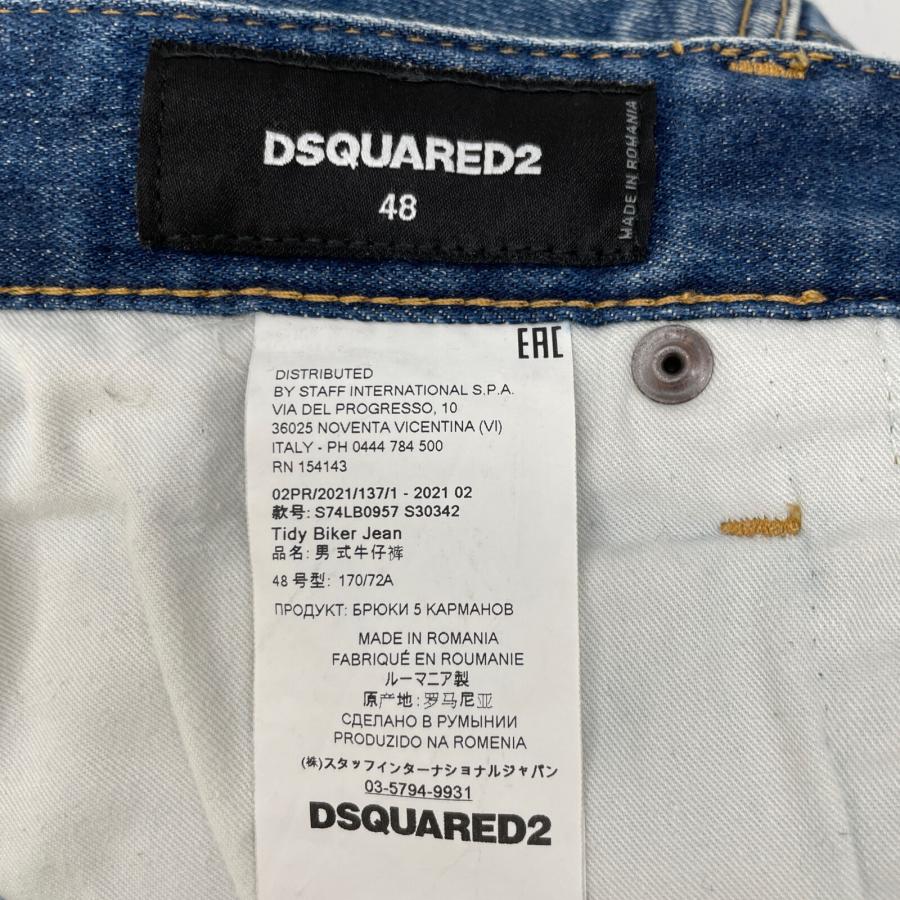 DSQUARED2
48
MADE IN ROMANIA
EAC
DISTRIBUTED
BY STAFF INTERNATIONAL S.P.A.
VIA DEL PROGRESSO, 10
36025 NOVENTA VICENTINA (VI)
ITALY - PH 0444 784 500
RN 154143
02PR/2021/137/1 - 2021 02
款号: S74LB0957 S30342
Tidy Biker Jean
品名: 男 式牛仔裤
48 号型: 170/72A
ПРОДУКТ: БРЮКИ 5 КАРМАНОВ
MADE IN ROMANIA
FABRIQUÉ EN ROUMANIE
ルーマニア製
原产地: 罗马尼亚
СДЕЛАНО В РУМЫНИИ
PRODUZIDO NA ROMENIA
(株)スタッフインターナショナルジャパン
03-5794-9931
DSQUARED2